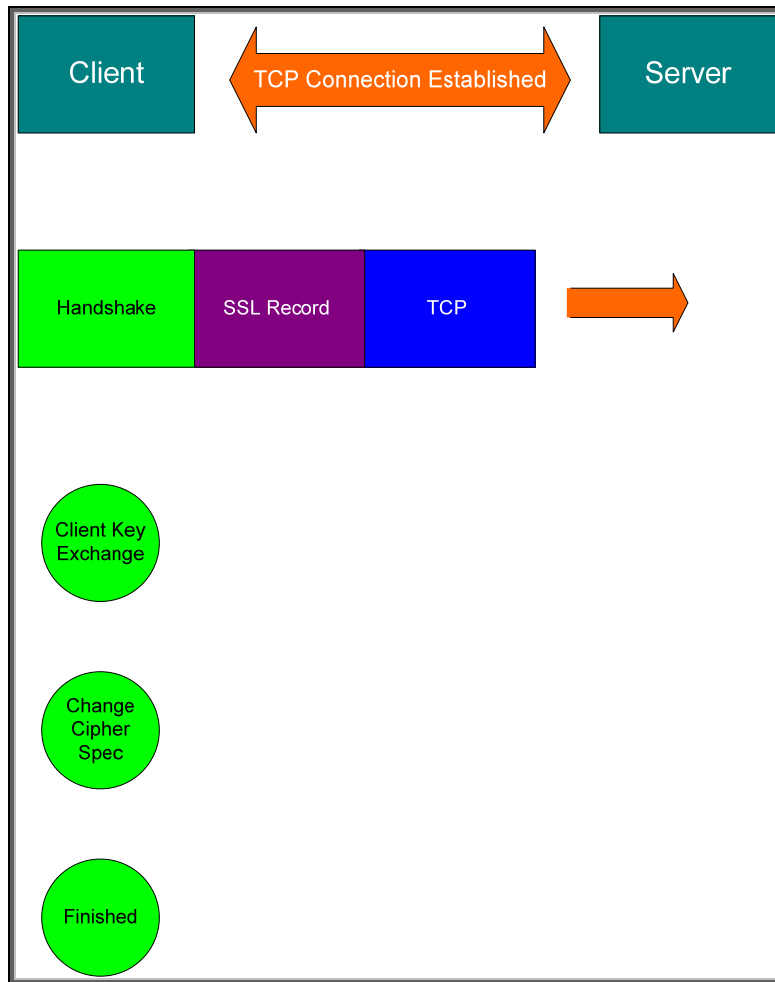 Client
TCP Connection Established
Server
Handshake
SSL Record
TCP
Client Key
Exchange
Change
Cipher
Spec
Finished